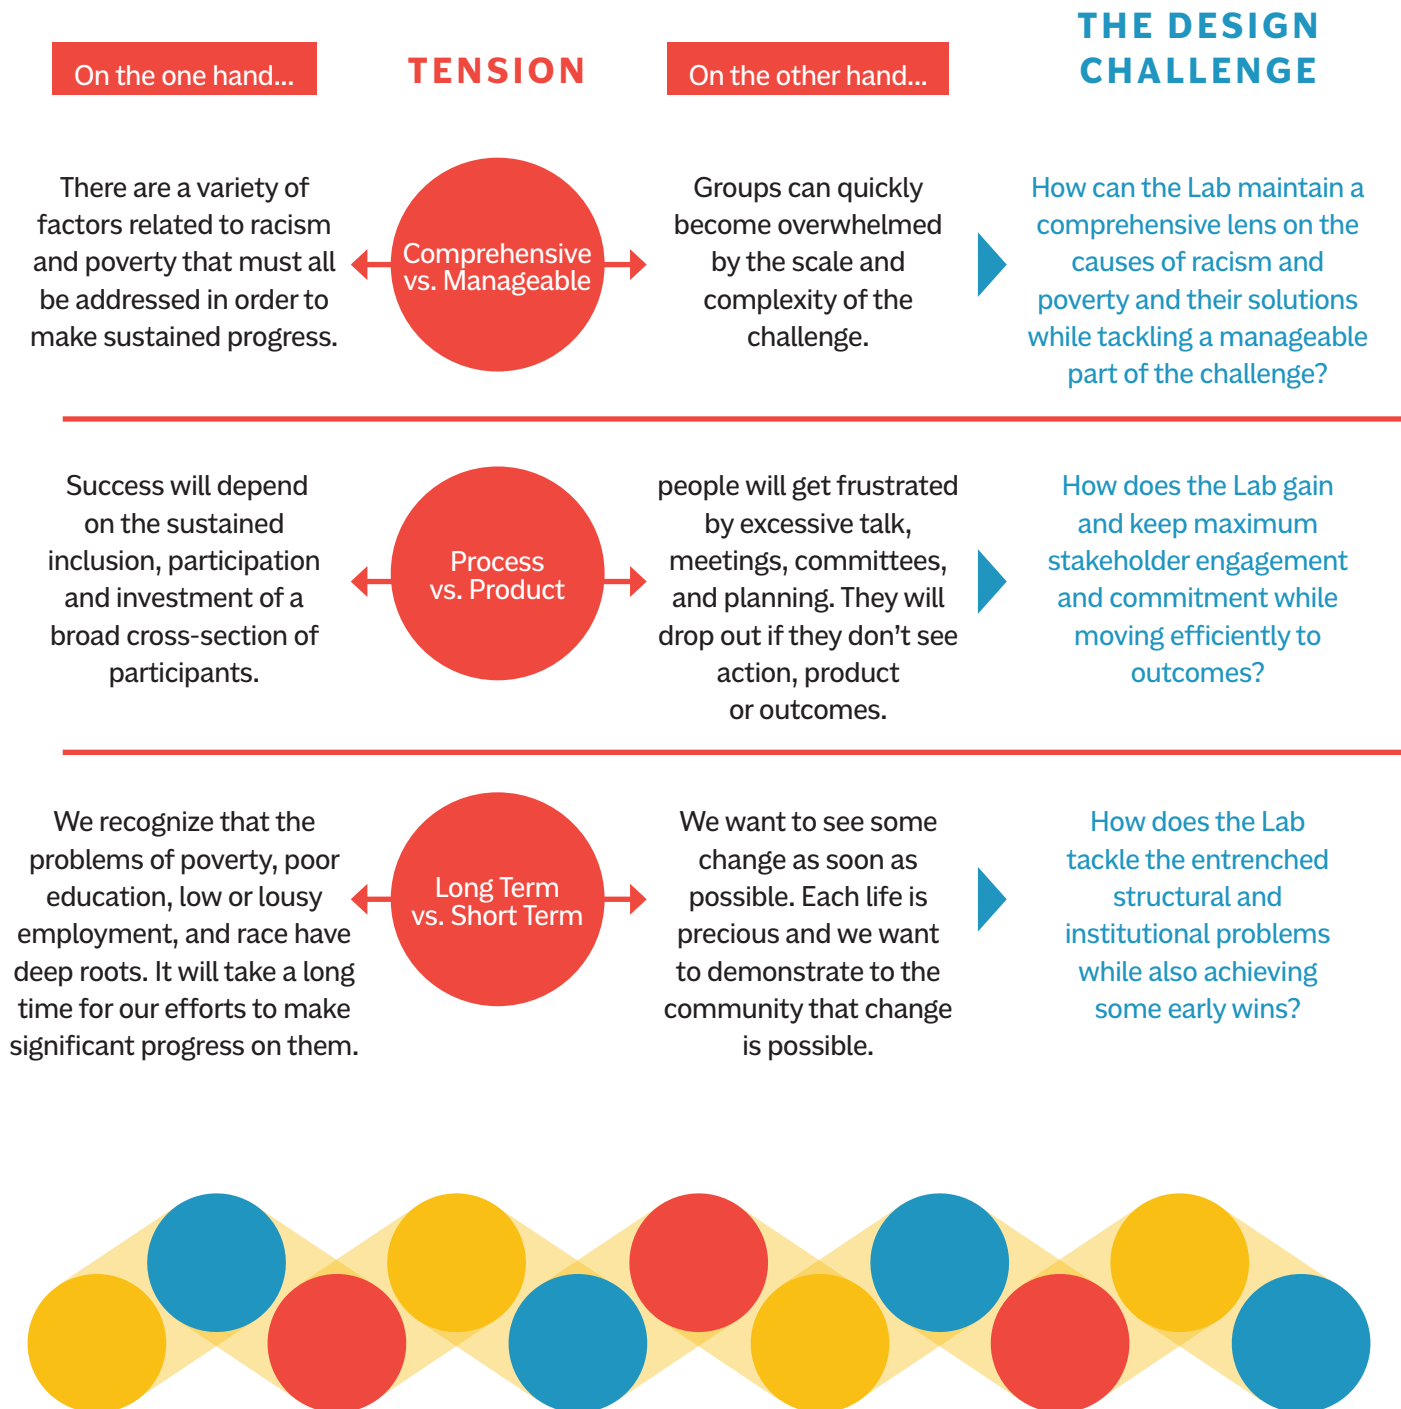 On the one hand...
TENSION
On the other hand...
THE DESIGN
CHALLENGE
There are a variety of
factors related to racism
and poverty that must all
be addressed in order to
make sustained progress.
Comprehensive
vs. Manageable
Groups can quickly
become overwhelmed
by the scale and
complexity of the
challenge.
How can the Lab maintain a
comprehensive lens on the
causes of racism and
poverty and their solutions
while tackling a manageable
part of the challenge?
Success will depend
on the sustained
inclusion, participation
and investment of a
broad cross-section of
participants.
Process
vs. Product
people will get frustrated
by excessive talk,
meetings, committees,
and planning. They will
drop out if they don’t see
action, product
or outcomes.
How does the Lab gain
and keep maximum
stakeholder engagement
and commitment while
moving efficiently to
outcomes?
We recognize that the
problems of poverty, poor
education, low or lousy
employment, and race have
deep roots. It will take a long
time for our efforts to make
significant progress on them.
Long Term
vs. Short Term
We want to see some
change as soon as
possible. Each life is
precious and we want
to demonstrate to the
community that change
is possible.
How does the Lab
tackle the entrenched
structural and
institutional problems
while also achieving
some early wins?